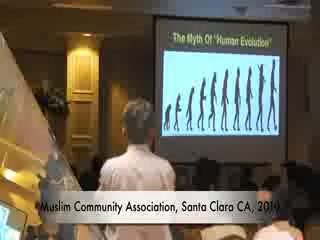 The Myth Of "Human Evolution"
Muslim Community Association, Santa Clara CA, 2010